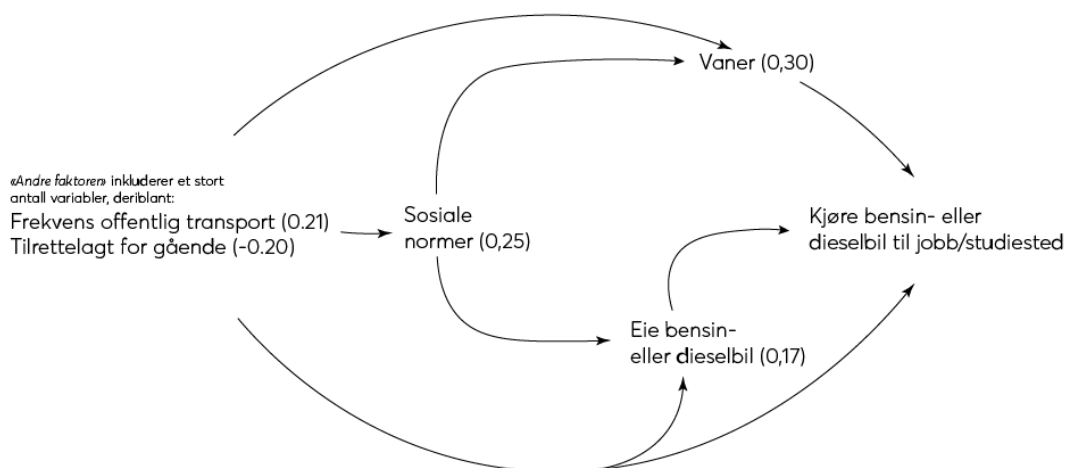 Vaner (0,30)
«Andre faktorer» inkluderer et stort
antall variabler, deriblant:
Frekvens offentlig transport (0.21)
Tilrettelagt for gående (-0.20)
Sosiale
normer (0,25)
Kjøre bensin- eller
dieselbil til jobb/studiested
Eie bensin-
eller dieselbil (0,17)